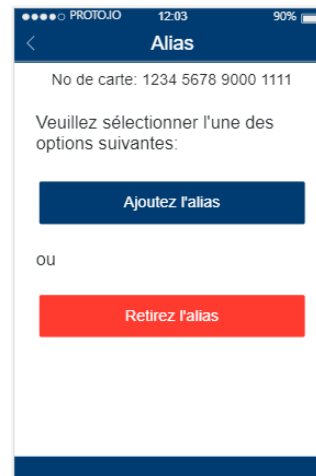 PROTO.IO 12:03 90%
Alias
No de carte: 1234 5678 9000 1111
Veuillez sélectionner l'une des
options suivantes:
Ajoutez l'alias
ou
Retirez l'alias